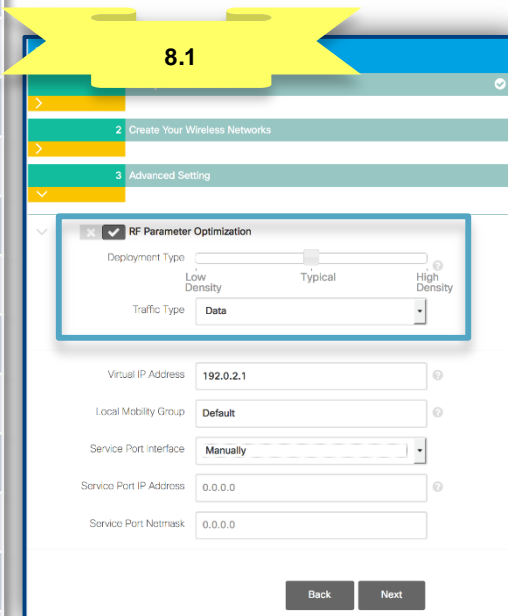 8.1
2 Create Your Wireless Networks
3 Advanced Setting
RF Parameter Optimization
Deployment Type
Low Density
Typical
High Density
Traffic Type
Data
Virtual IP Address
192.0.2.1
Local Mobility Group
Default
Service Port Interface
Manually
Service Port IP Address
0.0.0.0
Service Port Netmask
0.0.0.0
Back
Next